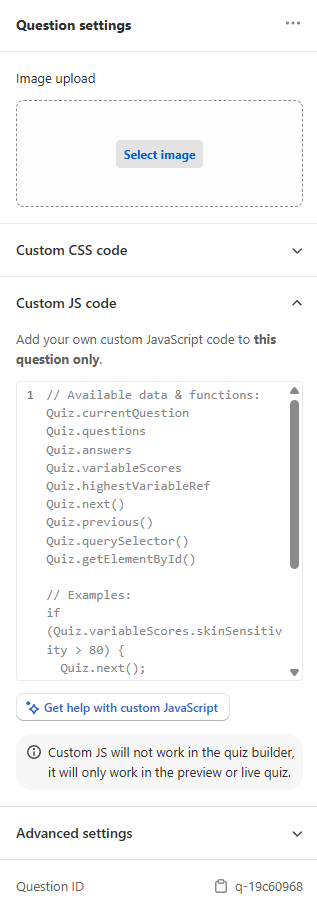 Question settings
Image upload
Select image
Custom CSS code
Custom JS code
Add your own custom JavaScript code to this
question only.
1 // Available data & functions:
Quiz.currentQuestion
Quiz.questions
Quiz.answers
Quiz.variableScores
Quiz.highestVariableRef
Quiz.next()
Quiz.previous()
Quiz.querySelector()
Quiz.getElementById()
// Examples:
if
(Quiz.variableScores.skinSensitiv
ity > 80) {
Quiz.next();
Get help with custom JavaScript
Custom JS will not work in the quiz builder,
it will only work in the preview or live quiz.
Advanced settings
Question ID q-19c60968